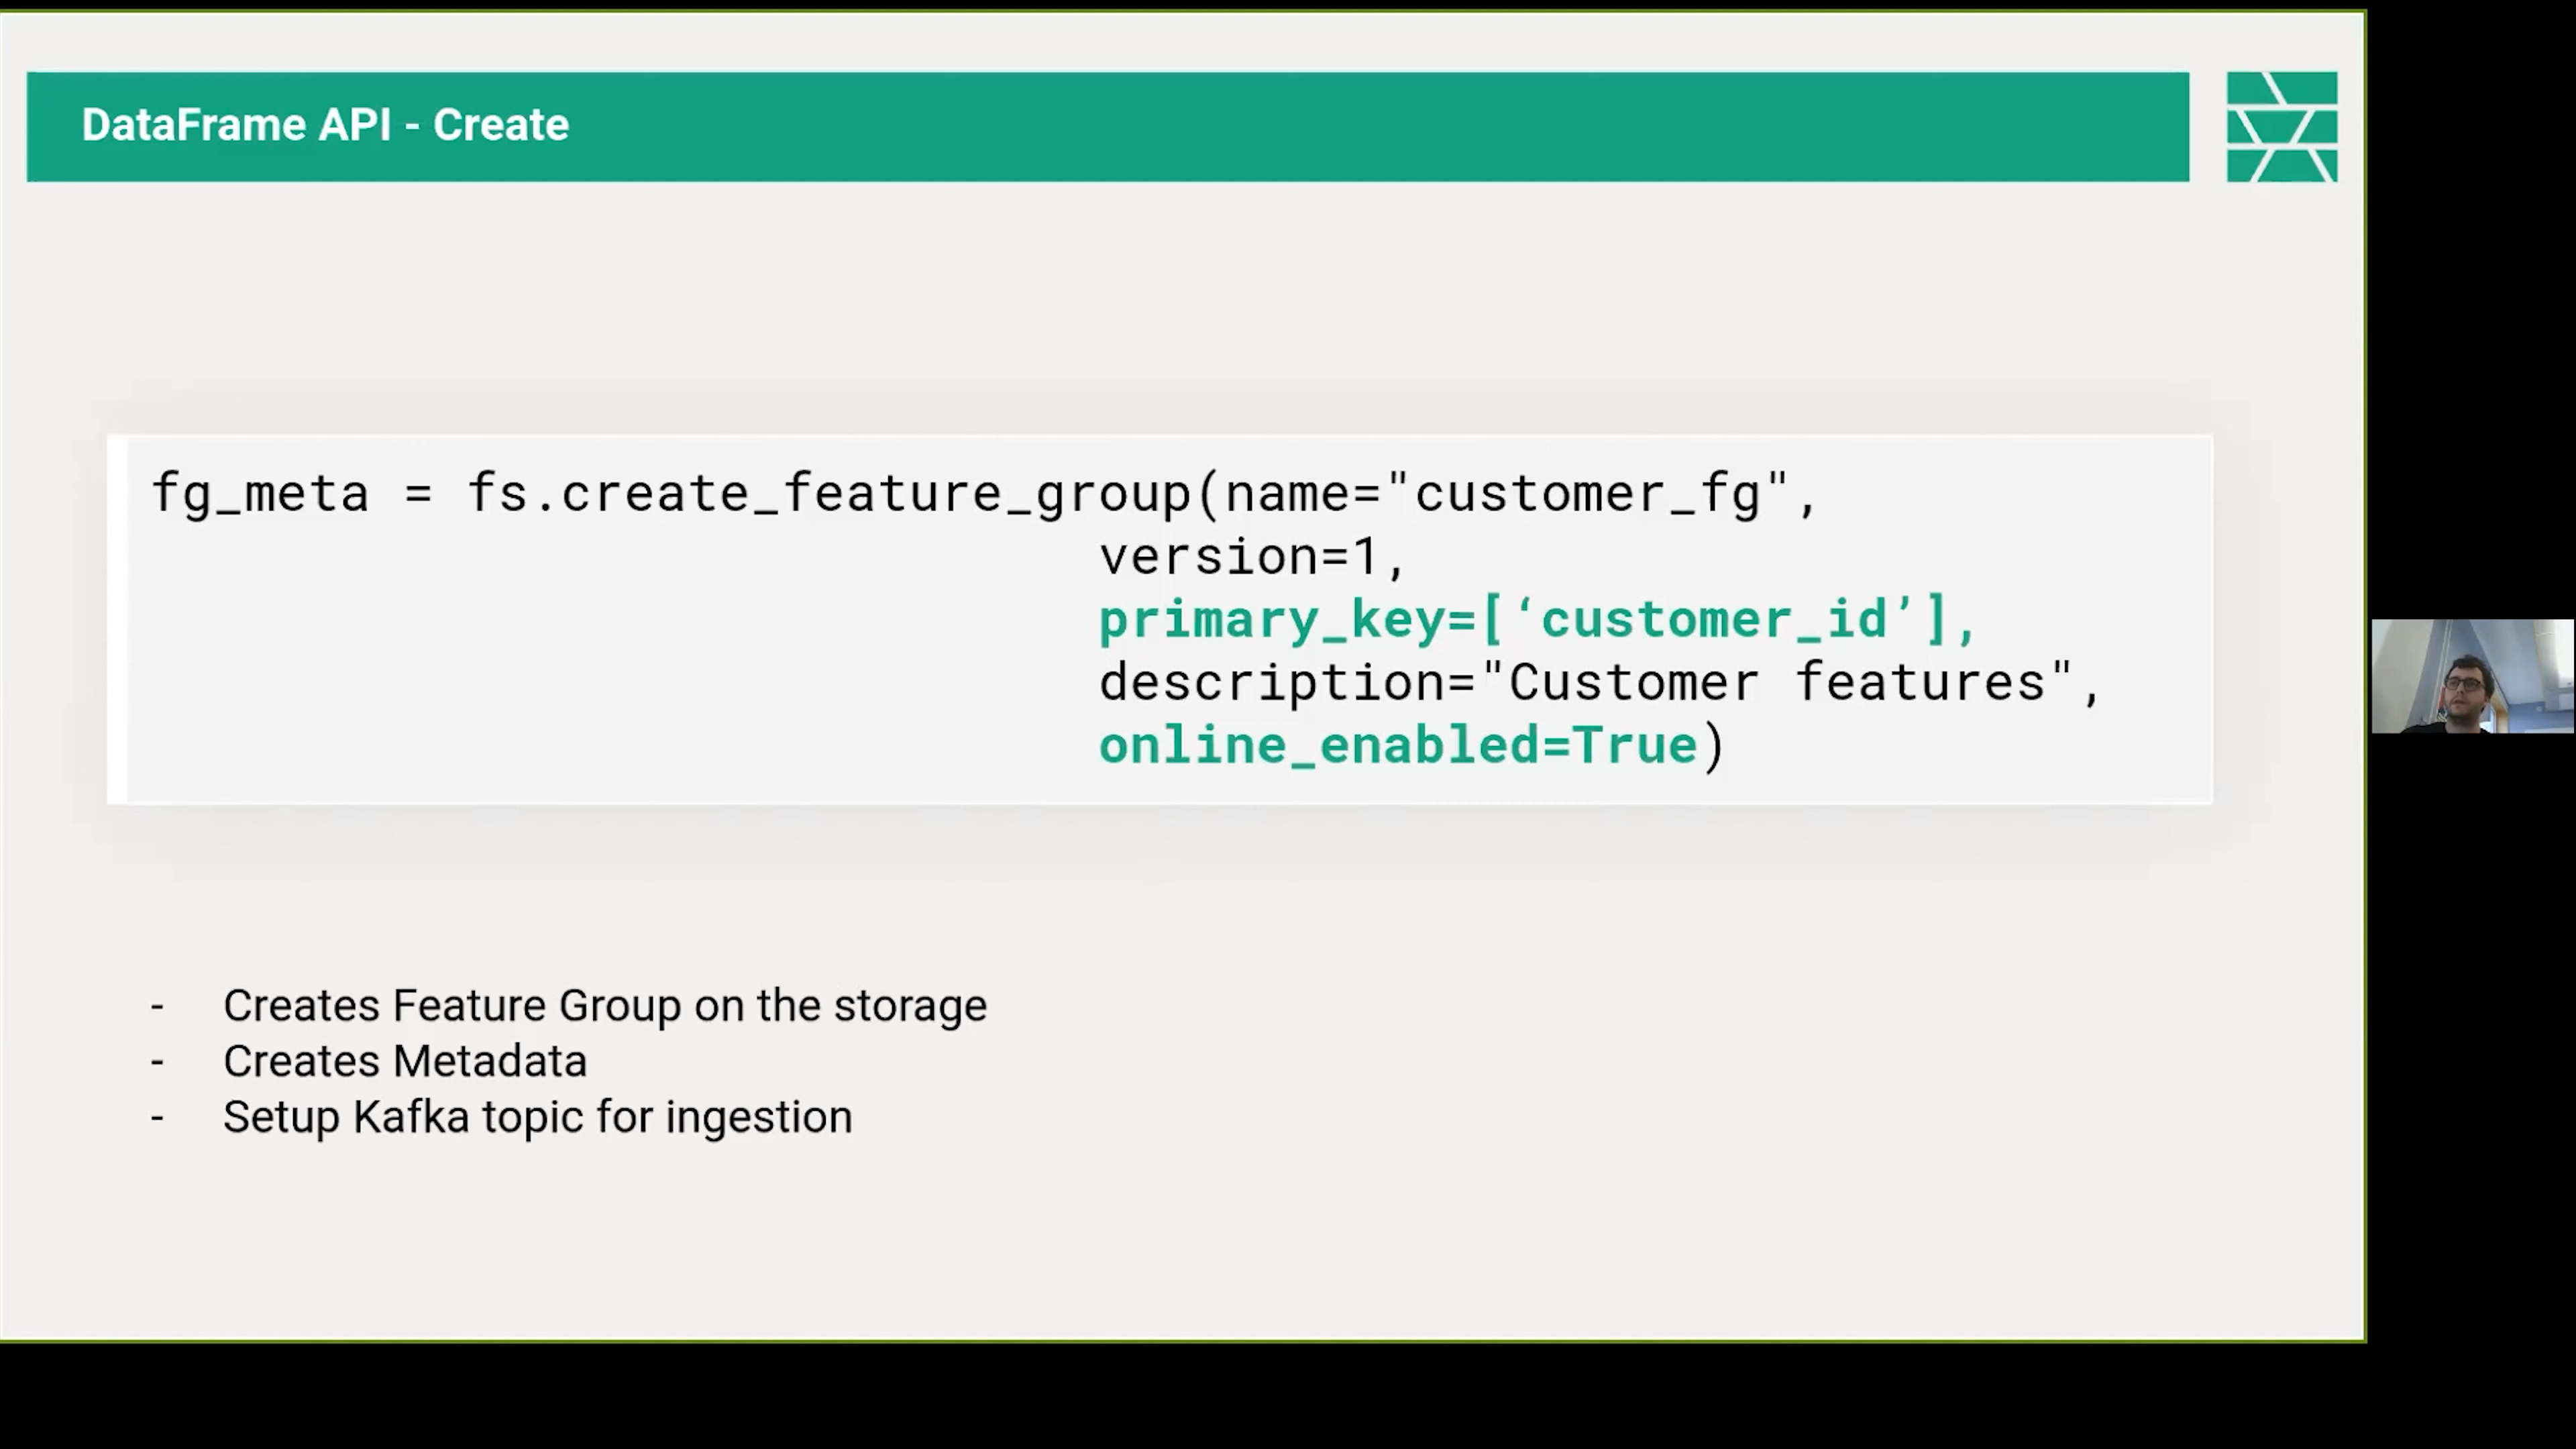 DataFrame API - Create
fg_meta = fs.create_feature_group(name="customer_fg",
version=1,
primary_key=[‘customer_id’],
description="Customer features",
online_enabled=True)
- Creates Feature Group on the storage
- Creates Metadata
- Setup Kafka topic for ingestion